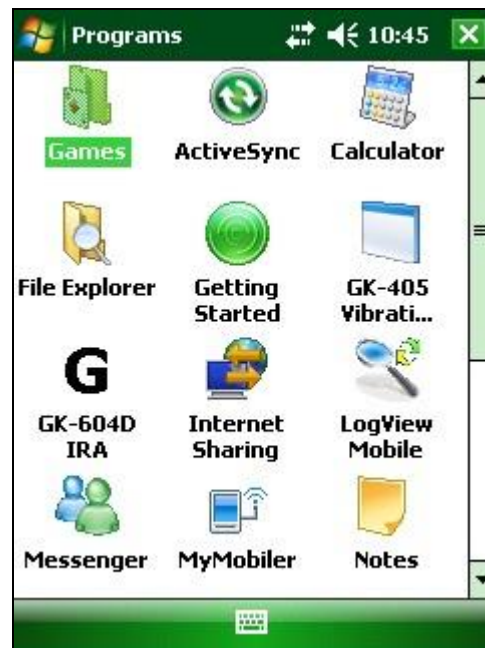 Programs 10:45
Games ActiveSync Calculator
File Explorer Getting Started GK-405 Vibrati...
G
GK-604D IRA Internet Sharing LogView Mobile
Messenger MyMobiler Notes